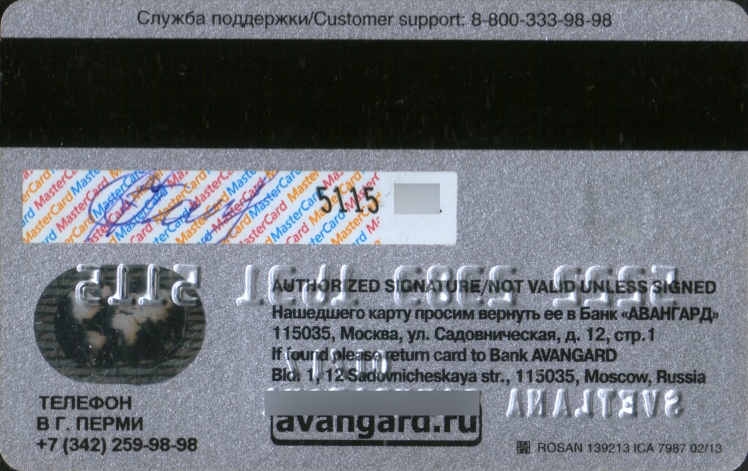 Служба поддержки/Customer support: 8-800-333-98-98
MasterCard
5115
AUTHORIZED SIGNATURE/NOT VALID UNLESS SIGNED
Нашедшего карту просим вернуть ее в Банк «АВАНГАРД»
115035, Москва, ул. Садовническая, д. 12, стр.1
If found please return card to Bank AVANGARD
Bld. 1, 12 Sadovnicheskaya str., 115035, Moscow, Russia
ТЕЛЕФОН
В Г. ПЕРМИ
+7 (342) 259-98-98
SVETLANA
avangard.ru
ROSAN 139213 ICA 7987 02/13